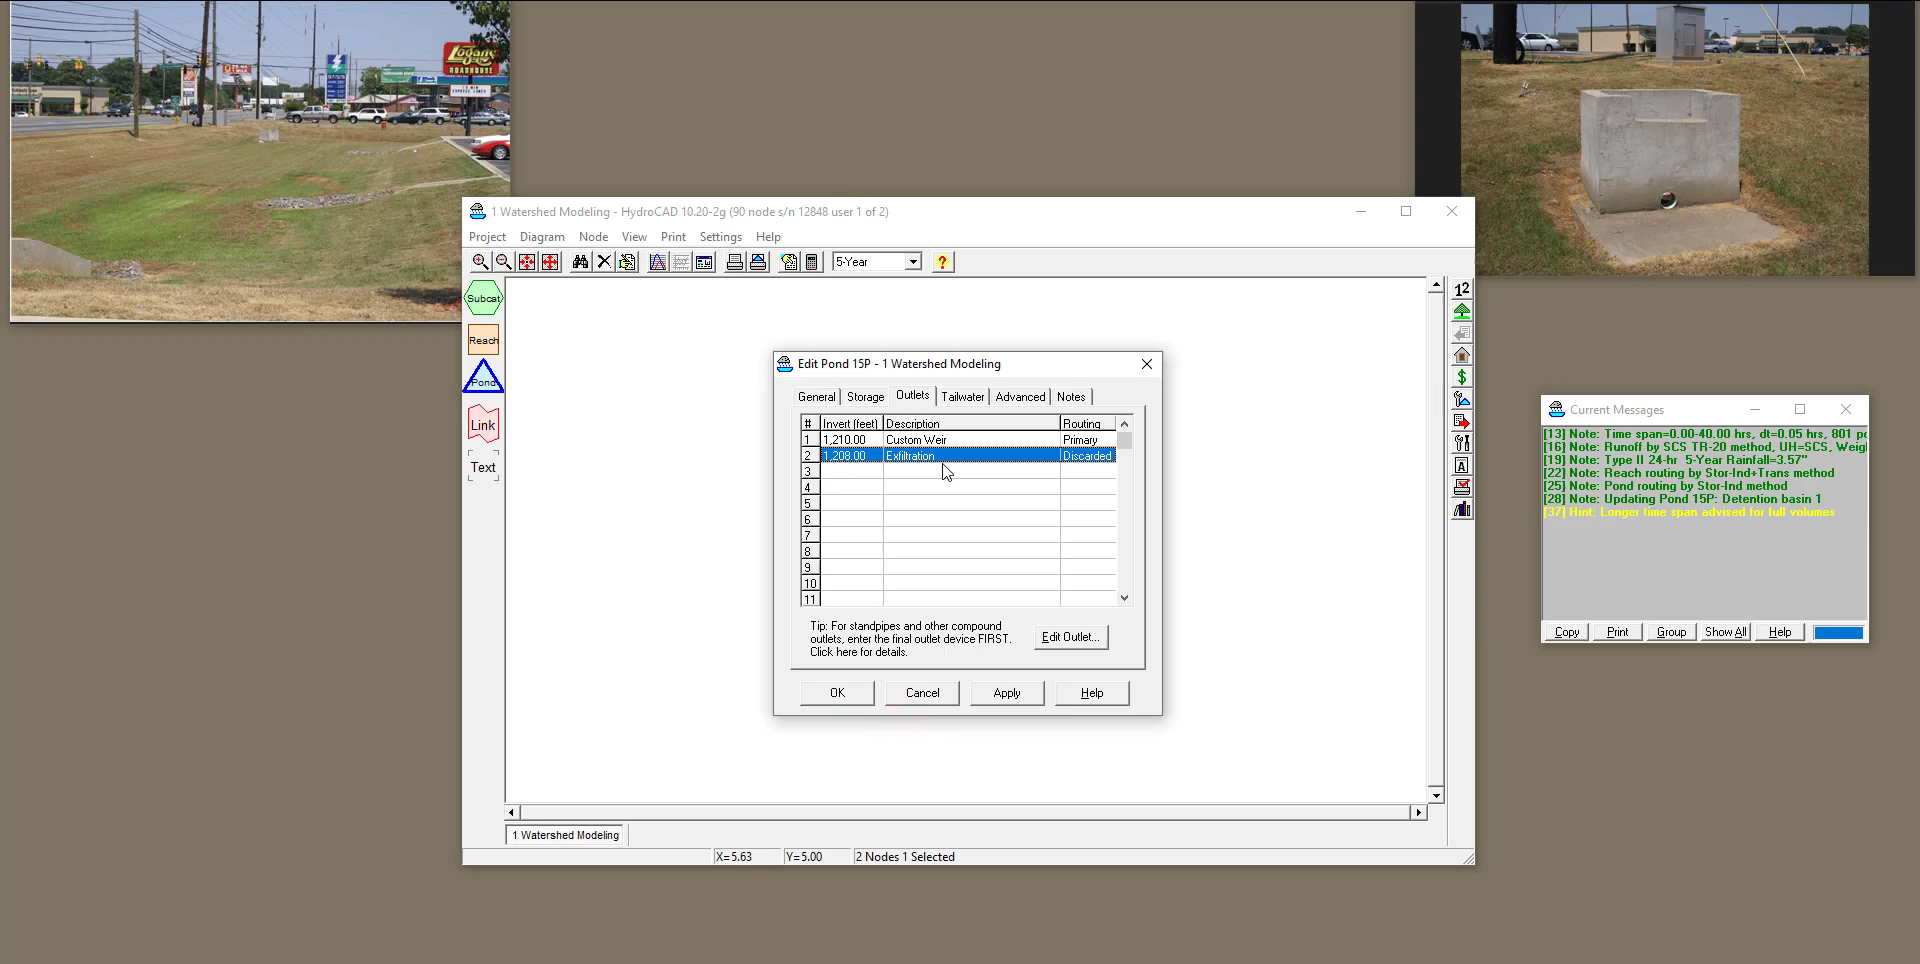 Logan's
ROADHOUSE
1 Watershed Modeling - HydroCAD 10.20-2g (90 node s/n 12848 user 1 of 2)
Project Diagram Node View Print Settings Help
5-Year
?
Subcat
Reach
Pond
Link
Text
12
$
A
Edit Pond 15P - 1 Watershed Modeling
General Storage Outlets Tailwater Advanced Notes
# Invert (feet) Description Routing
1 1,210.00 Custom Weir Primary
2 1,208.00 Exfiltration Discarded
3
4
5
6
7
8
9
10
11
Tip: For standpipes and other compound
outlets, enter the final outlet device FIRST.
Click here for details.
Edit Outlet...
OK Cancel Apply Help
1 Watershed Modeling
X=5.63 Y=5.00 2 Nodes 1 Selected
Current Messages
[13] Note: Time span=0.00-40.00 hrs, dt=0.05 hrs, 801 po
[16] Note: Runoff by SCS TR-20 method, UH=SCS, Weig
[19] Note: Type II 24-hr 5-Year Rainfall=3.57"
[22] Note: Reach routing by Stor-Ind+Trans method
[25] Note: Pond routing by Stor-Ind method
[28] Note: Updating Pond 15P: Detention basin 1
[37] Hint: Longer time span advised for full volumes
Copy Print Group Show All Help